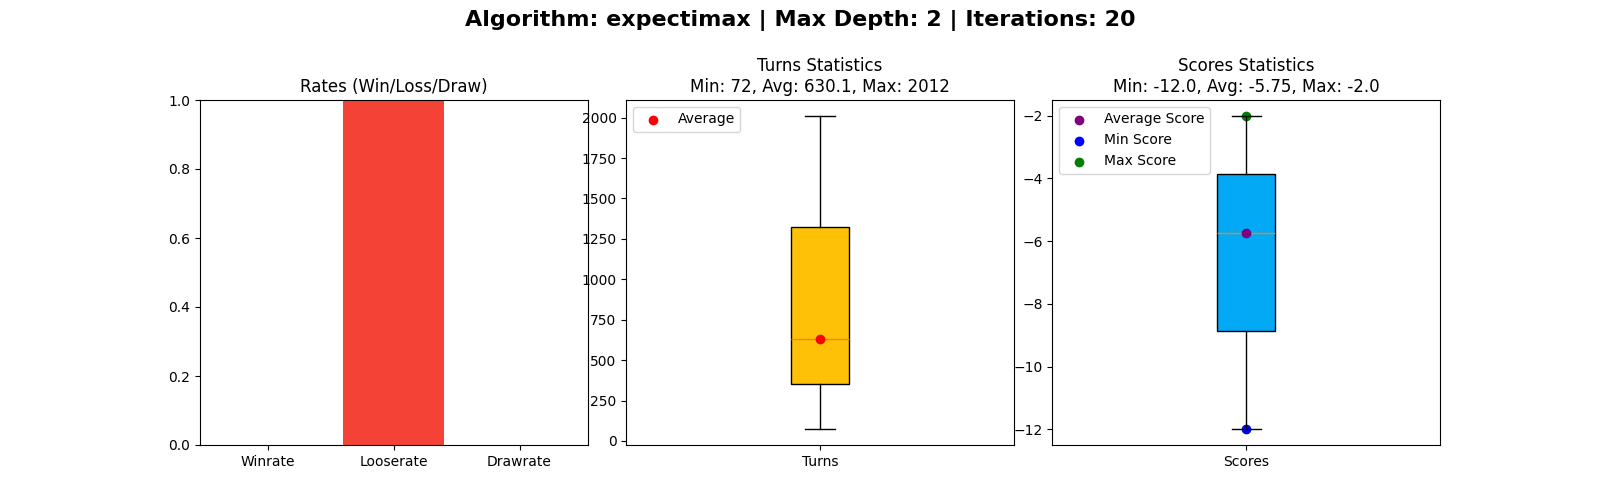 Algorithm: expectimax | Max Depth: 2 | Iterations: 20
Rates (Win/Loss/Draw)
1.0
0.8
0.6
0.4
0.2
0.0
Winrate
Looserate
Drawrate
Turns Statistics
Min: 72, Avg: 630.1, Max: 2012
Average
2000
1750
1500
1250
1000
750
500
250
0
Turns
Scores Statistics
Min: -12.0, Avg: -5.75, Max: -2.0
Average Score
Min Score
Max Score
−2
−4
−6
−8
−10
−12
Scores